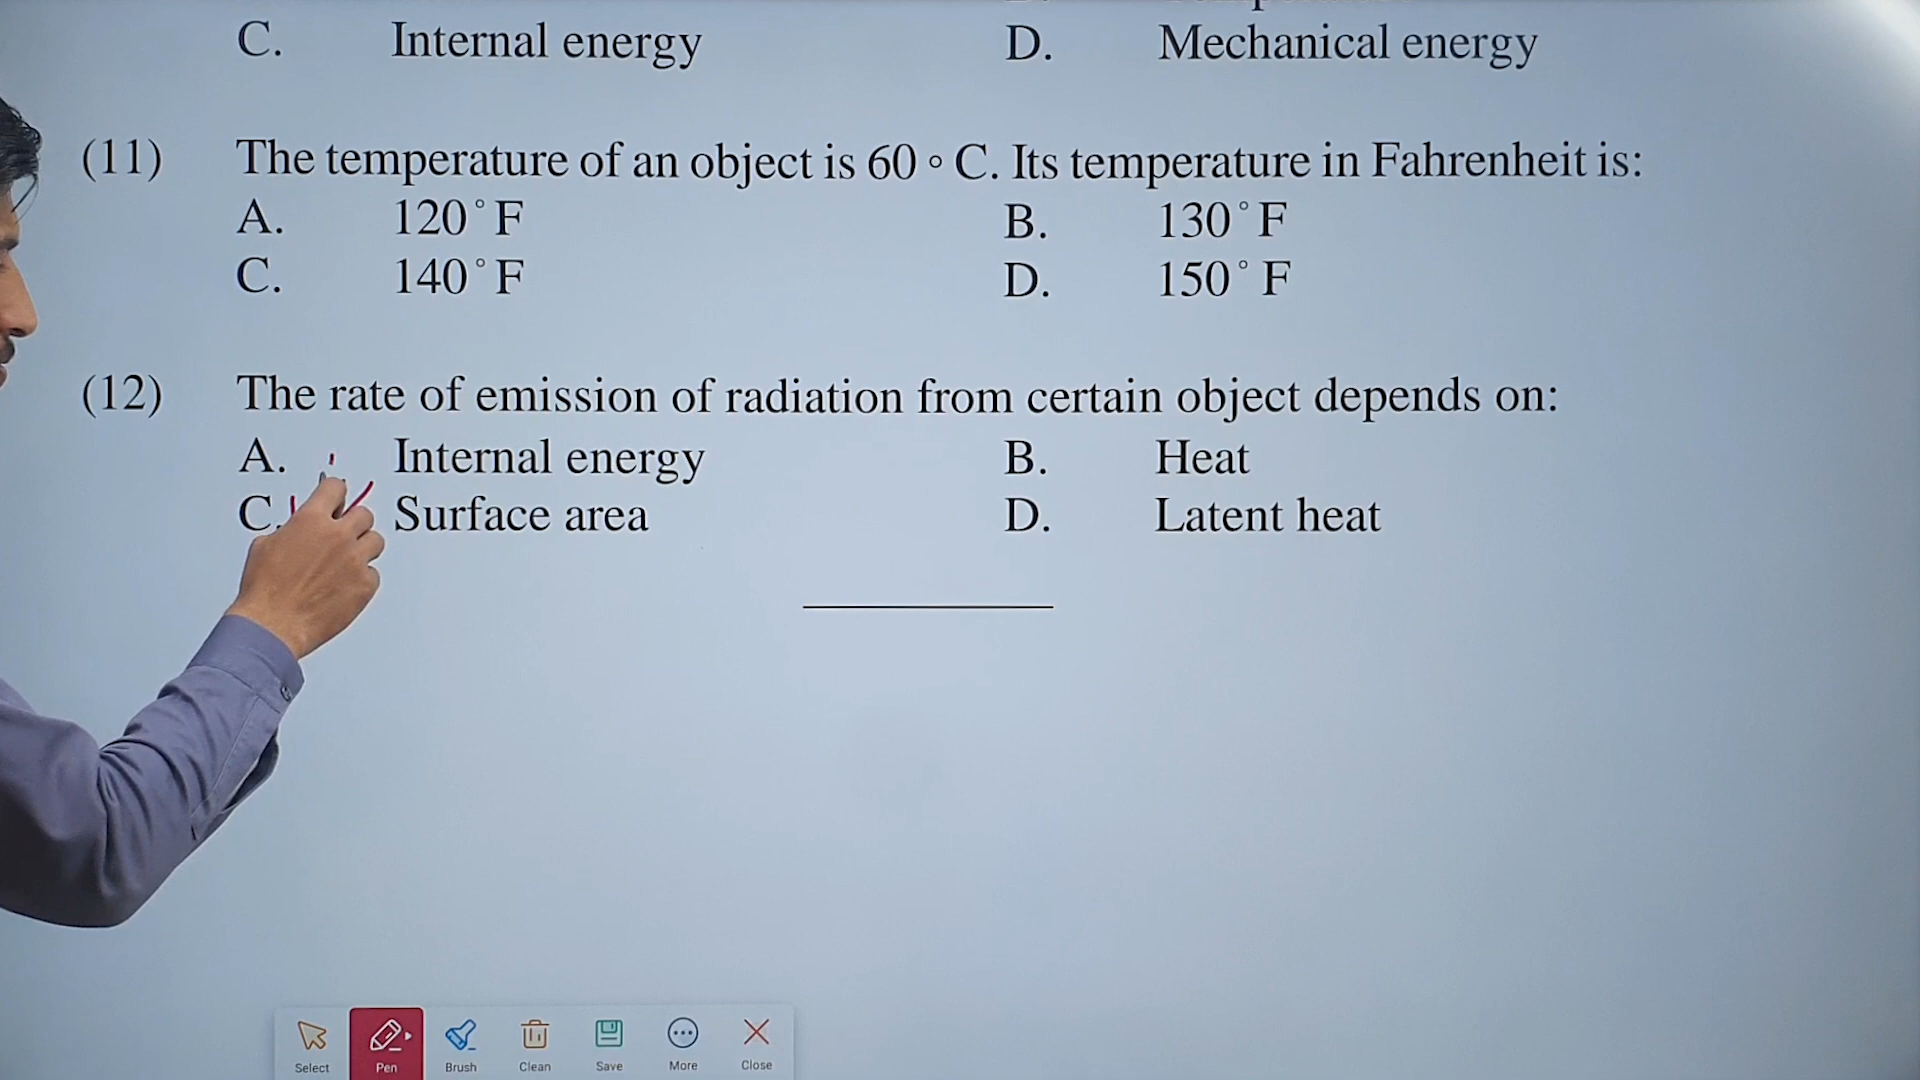 C. Internal energy D. Mechanical energy
(11) The temperature of an object is 60 ∘ C. Its temperature in Fahrenheit is:
A. 120°F B. 130°F
C. 140°F D. 150° F
(12) The rate of emission of radiation from certain object depends on:
A. Internal energy B. Heat
C. Surface area D. Latent heat
Select Pen Brush Clean Save More Close